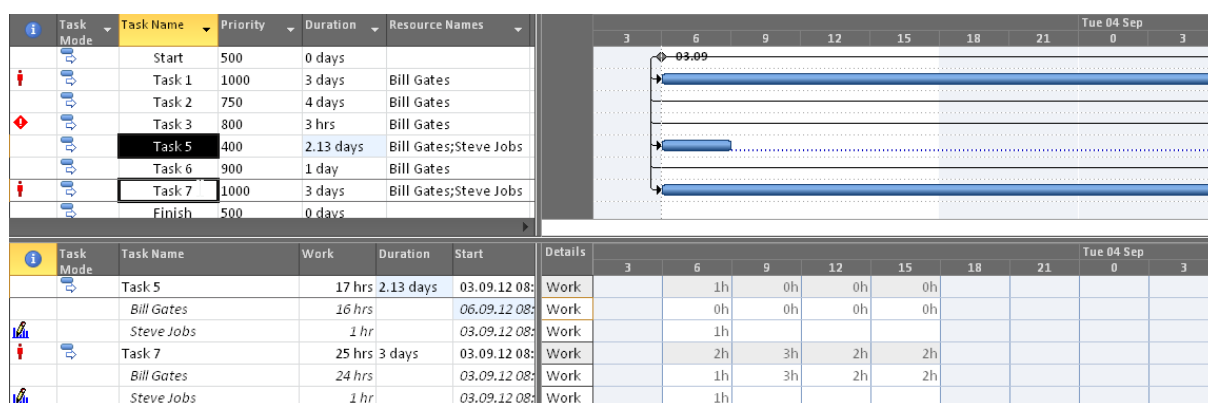 Task Mode Task Name Priority Duration Resource Names Tue 04 Sep
3 6 9 12 15 18 21 0 3
Start 500 0 days 03.09
Task 1 1000 3 days Bill Gates
Task 2 750 4 days Bill Gates
Task 3 800 3 hrs Bill Gates
Task 5 400 2.13 days Bill Gates;Steve Jobs
Task 6 900 1 day Bill Gates
Task 7 1000 3 days Bill Gates;Steve Jobs
Finish 500 0 days
Task Mode Task Name Work Duration Start Details Tue 04 Sep
3 6 9 12 15 18 21 0 3
Task 5 17 hrs 2.13 days 03.09.12 08: Work 1h 0h 0h 0h
Bill Gates 16 hrs 06.09.12 08: Work 0h 0h 0h 0h
Steve Jobs 1 hr 03.09.12 08: Work 1h
Task 7 25 hrs 3 days 03.09.12 08: Work 2h 3h 2h 2h
Bill Gates 24 hrs 03.09.12 08: Work 1h 3h 2h 2h
Steve Jobs 1 hr 03.09.12 08: Work 1h